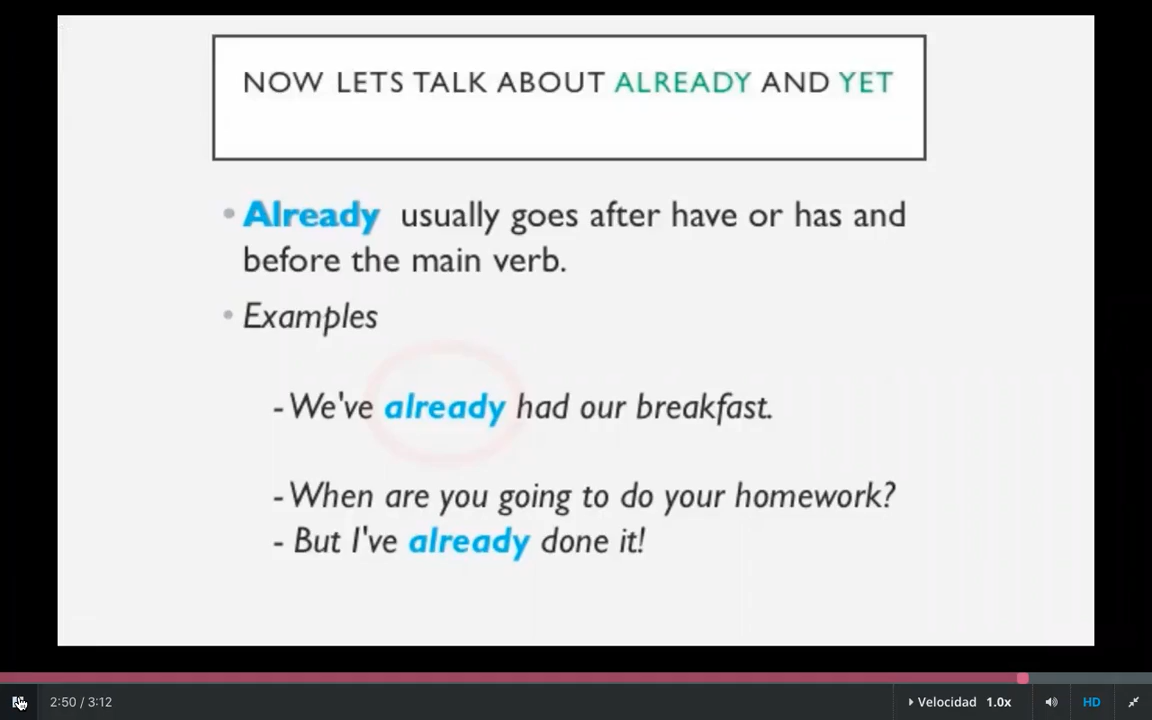 NOW LETS TALK ABOUT ALREADY AND YET
• Already usually goes after have or has and
before the main verb.
• Examples
- We've already had our breakfast.
- When are you going to do your homework?
- But I've already done it!
2:50 / 3:12
Velocidad 1.0x
HD